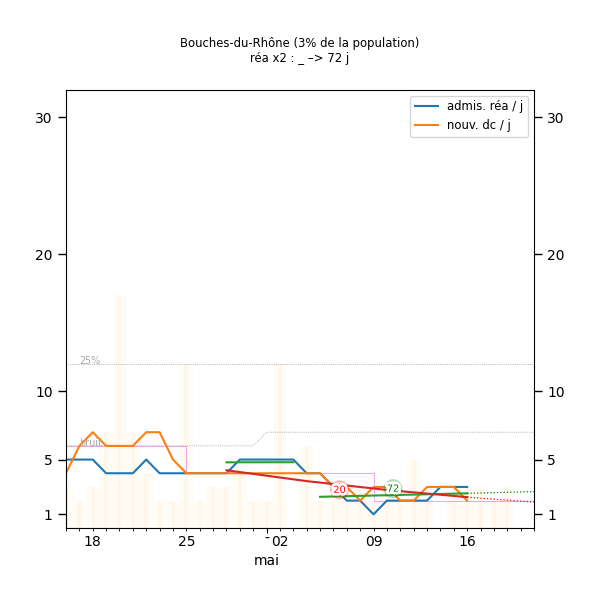 Bouches-du-Rhône (3% de la population)
réa x2 : _ –> 72 j
admis. réa / j
nouv. dc / j
30 30
20 20
25%
10 10
bruit
5 5
20 72
1 1
18 25 02 09 16
mai